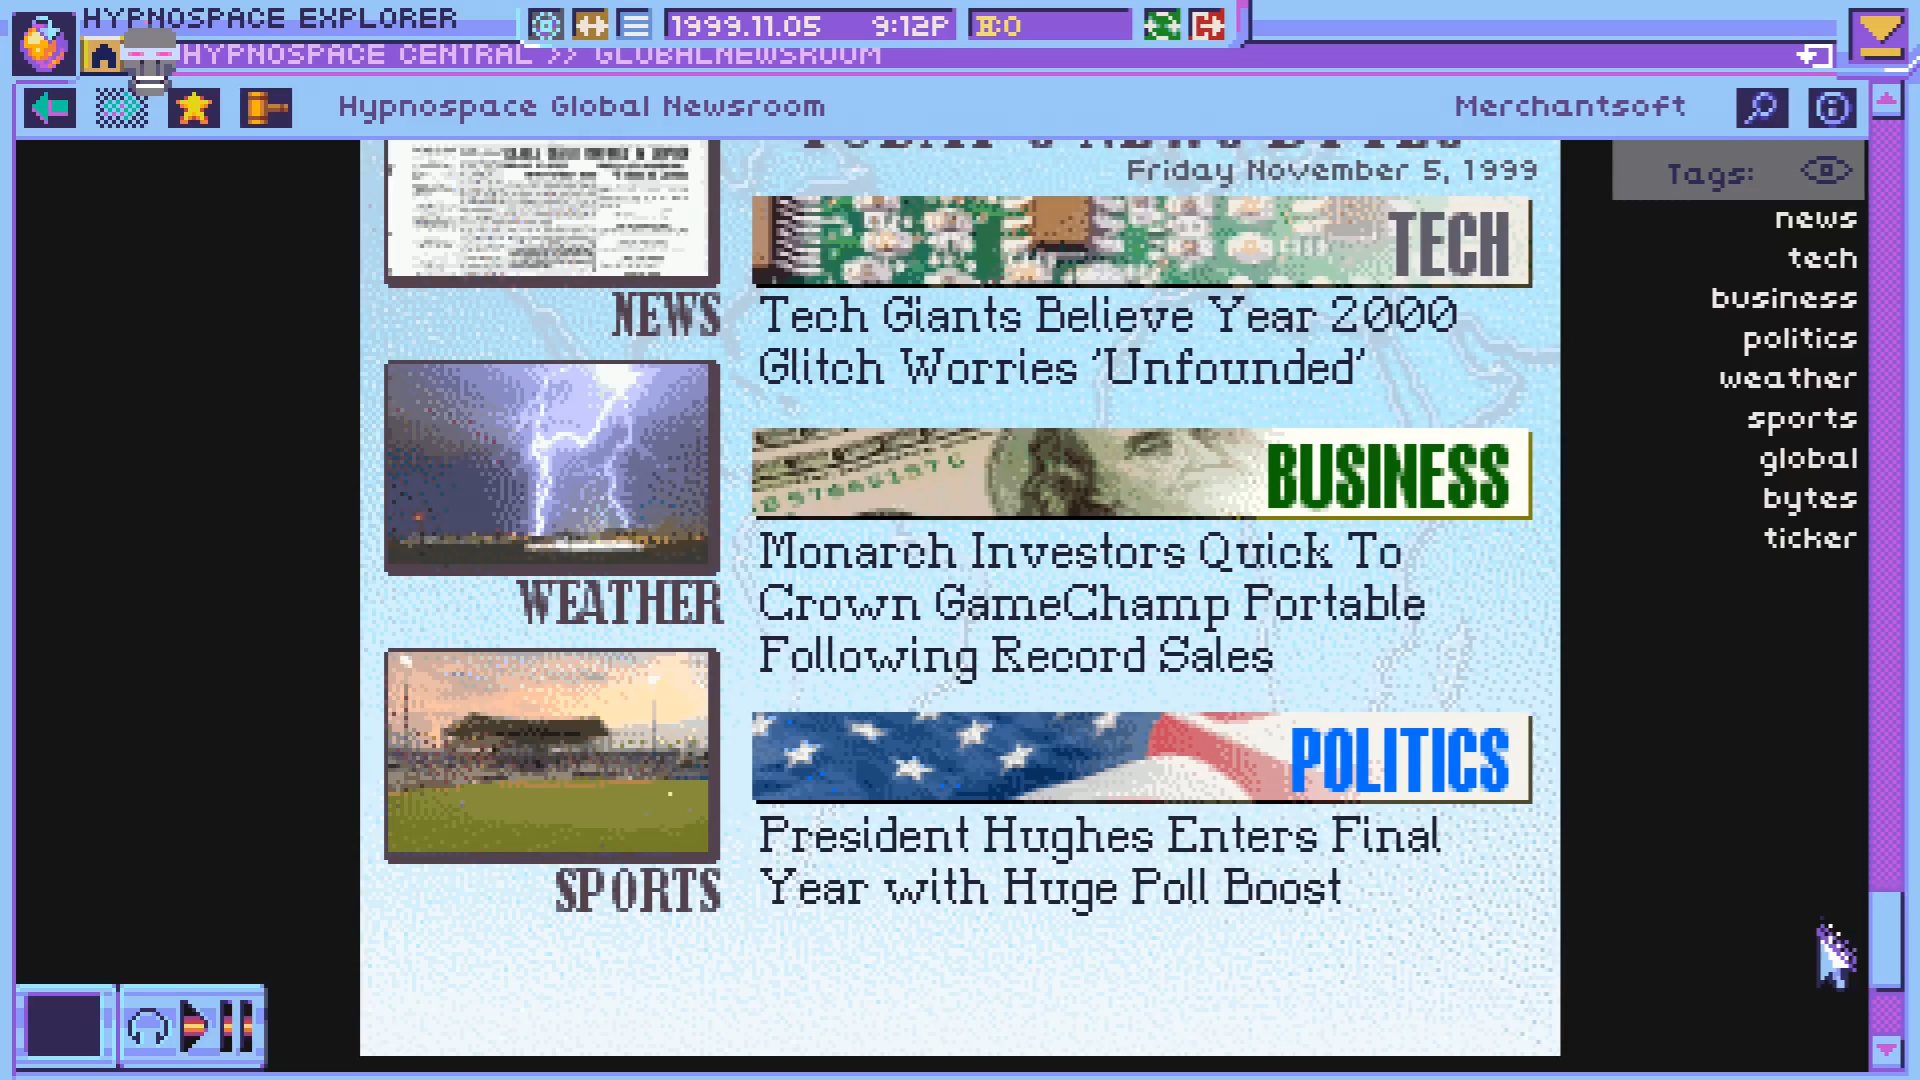 HYPNOSPACE EXPLORER
1999.11.05 9:12P
0
HYPNOSPACE CENTRAL >> GLOBALNEWSROOM
Hypnospace Global Newsroom
Merchantsoft
Friday November 5, 1999
Tags:
news
tech
business
politics
weather
sports
global
bytes
ticker
NEWS
WEATHER
SPORTS
TECH
Tech Giants Believe Year 2000
Glitch Worries 'Unfounded'
BUSINESS
Monarch Investors Quick To
Crown GameChamp Portable
Following Record Sales
POLITICS
President Hughes Enters Final
Year with Huge Poll Boost